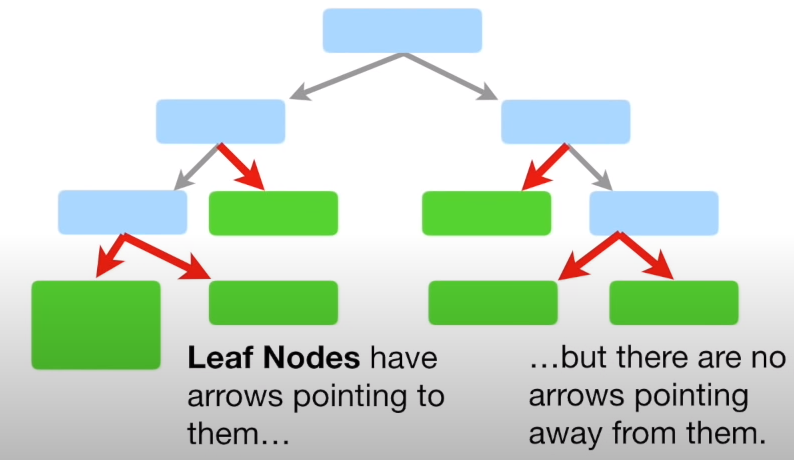 Leaf Nodes have
arrows pointing to
them…
…but there are no
arrows pointing
away from them.